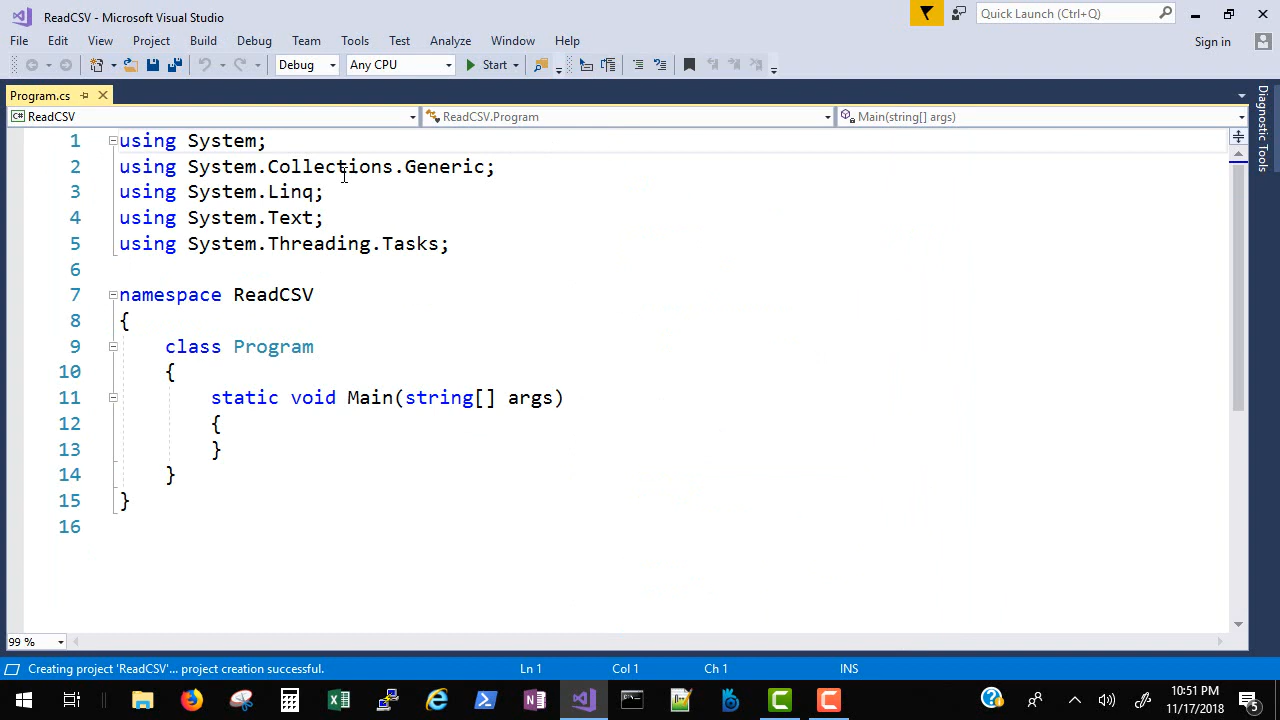 ReadCSV - Microsoft Visual Studio
Quick Launch (Ctrl+Q)
File Edit View Project Build Debug Team Tools Test Analyze Window Help
Sign in
Debug Any CPU Start
Program.cs
Diagnostic Tools
C# ReadCSV ReadCSV.Program Main(string[] args)
1 using System;
2 using System.Collections.Generic;
3 using System.Linq;
4 using System.Text;
5 using System.Threading.Tasks;
6
7 namespace ReadCSV
8 {
9 class Program
10 {
11 static void Main(string[] args)
12 {
13 }
14 }
15 }
16
99 %
Creating project 'ReadCSV'... project creation successful. Ln 1 Col 1 Ch 1 INS
10:51 PM
11/17/2018
5